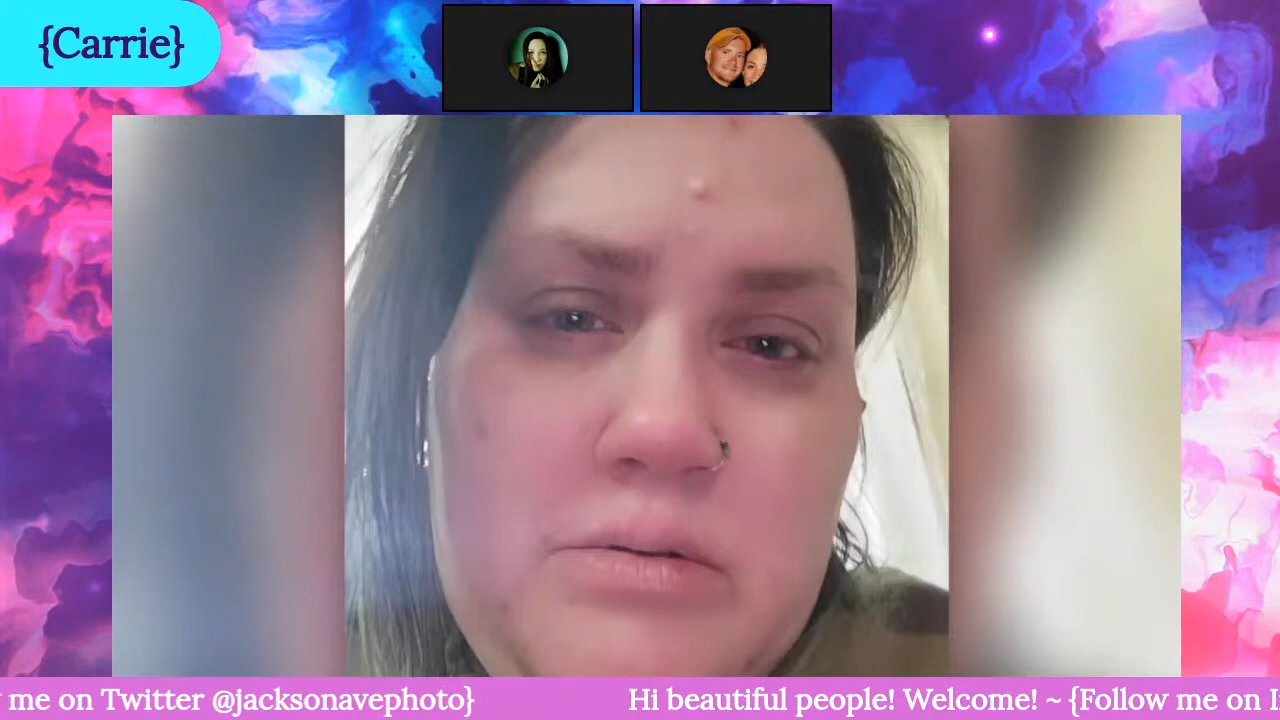 {Carrie}
me on Twitter @jacksonavephoto}
Hi beautiful people! Welcome! ~ {Follow me on